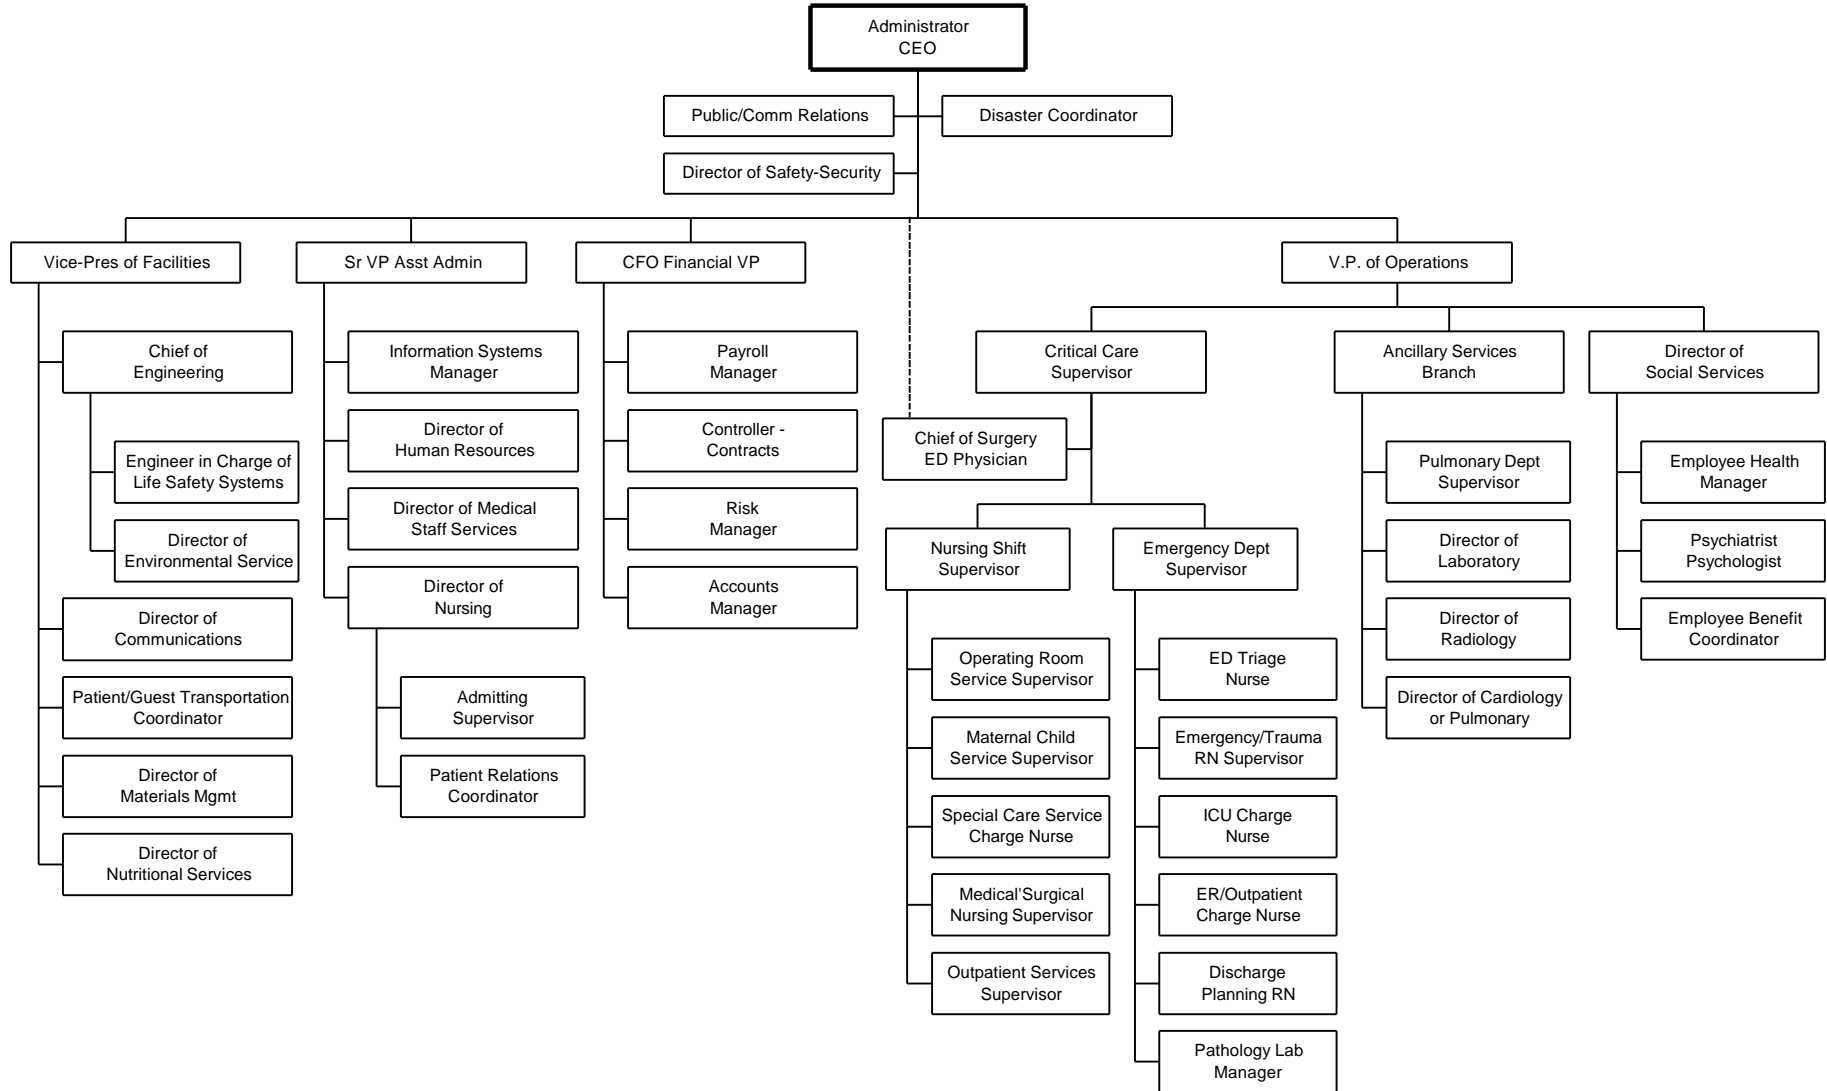 Administrator
CEO
Public/Comm Relations
Disaster Coordinator
Director of Safety-Security
Vice-Pres of Facilities
Sr VP Asst Admin
CFO Financial VP
V.P. of Operations
Chief of
Engineering
Engineer in Charge of
Life Safety Systems
Director of
Environmental Service
Director of
Communications
Patient/Guest Transportation
Coordinator
Director of
Materials Mgmt
Director of
Nutritional Services
Information Systems
Manager
Director of
Human Resources
Director of Medical
Staff Services
Director of
Nursing
Admitting
Supervisor
Patient Relations
Coordinator
Payroll
Manager
Controller -
Contracts
Risk
Manager
Accounts
Manager
Critical Care
Supervisor
Chief of Surgery
ED Physician
Nursing Shift
Supervisor
Operating Room
Service Supervisor
Maternal Child
Service Supervisor
Special Care Service
Charge Nurse
Medical'Surgical
Nursing Supervisor
Outpatient Services
Supervisor
Emergency Dept
Supervisor
ED Triage
Nurse
Emergency/Trauma
RN Supervisor
ICU Charge
Nurse
ER/Outpatient
Charge Nurse
Discharge
Planning RN
Pathology Lab
Manager
Ancillary Services
Branch
Pulmonary Dept
Supervisor
Director of
Laboratory
Director of
Radiology
Director of Cardiology
or Pulmonary
Director of
Social Services
Employee Health
Manager
Psychiatrist
Psychologist
Employee Benefit
Coordinator